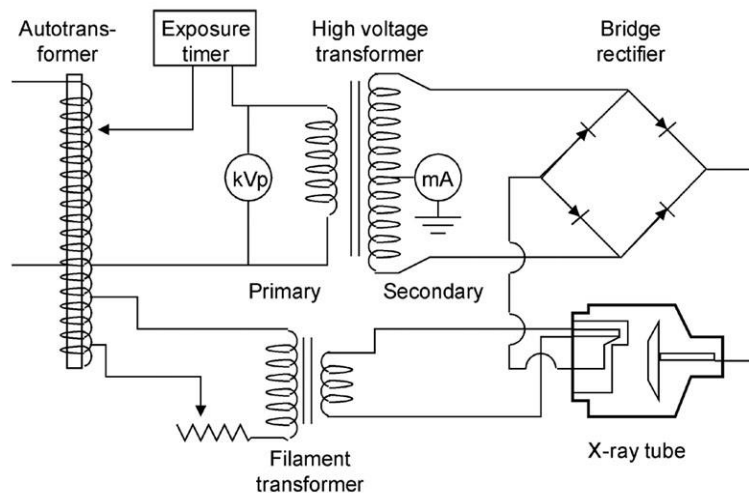 Autotrans-
former
Exposure
timer
High voltage
transformer
Bridge
rectifier
kVp
mA
Primary
Secondary
Filament
transformer
X-ray tube